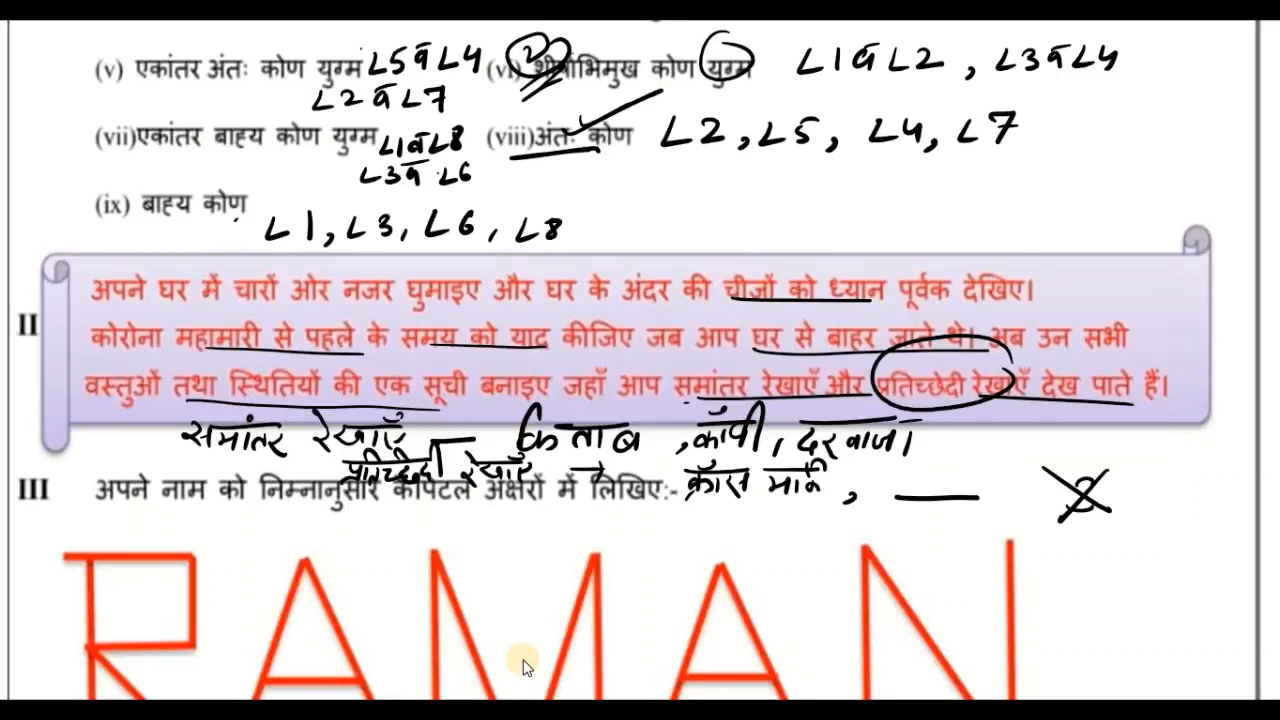 (v) एकांतर अंतः कोण युग्म ∠5 व ∠4 (vi) शीर्षाभिमुख कोण युग्म ∠1 व ∠2 , ∠3 व ∠4
∠2 व ∠7
(vii)एकांतर बाह्य कोण युग्म ∠1 व ∠8 (viii)अंतः कोण ∠2 , ∠5 , ∠4 , ∠7
∠3 व ∠6
(ix) बाह्य कोण
∠1 , ∠3 , ∠6 , ∠8
अपने घर में चारों ओर नजर घुमाइए और घर के अंदर की चीजों को ध्यान पूर्वक देखिए।
II कोरोना महामारी से पहले के समय को याद कीजिए जब आप घर से बाहर जाते थे। अब उन सभी
वस्तुओं तथा स्थितियों की एक सूची बनाइए जहाँ आप समांतर रेखाएँ और प्रतिच्छेदी रेखाएँ देख पाते हैं।
समांतर रेखाएँ किताब , कॉपी , दरवाजा
प्रतिच्छेदी रेखाएँ → क्रॉस मार्क ,
III अपने नाम को निम्नानुसार कैपिटल अक्षरों में लिखिए:-
RAMAN